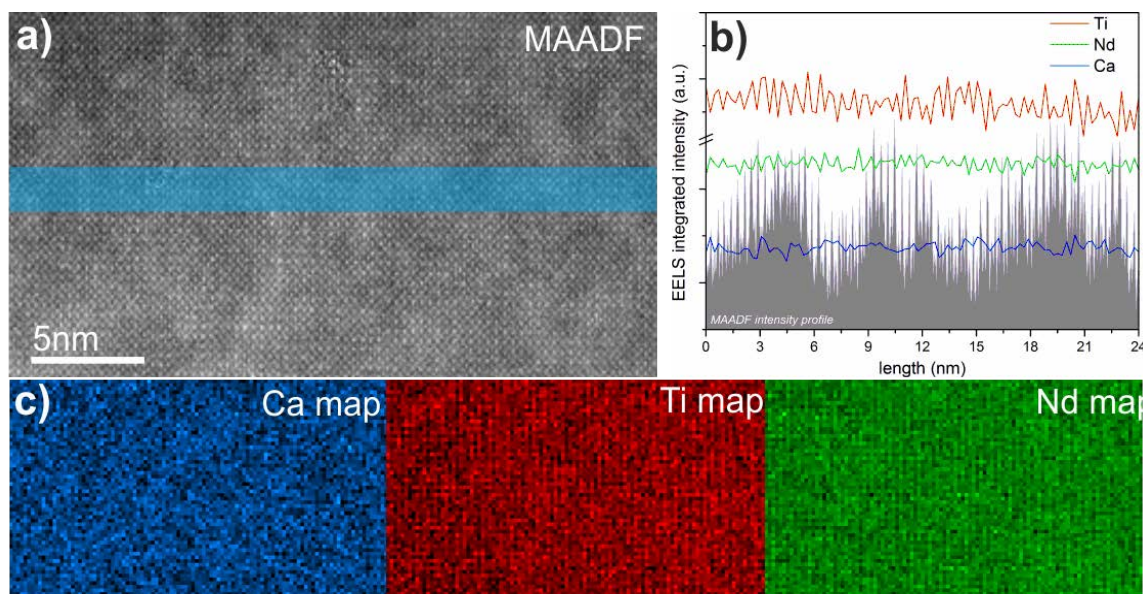 a)
MAADF
5nm
b)
Ti
Nd
Ca
EELS integrated intensity (a.u.)
MAADF intensity profile
0 3 6 9 12 15 18 21 24
length (nm)
c)
Ca map
Ti map
Nd map